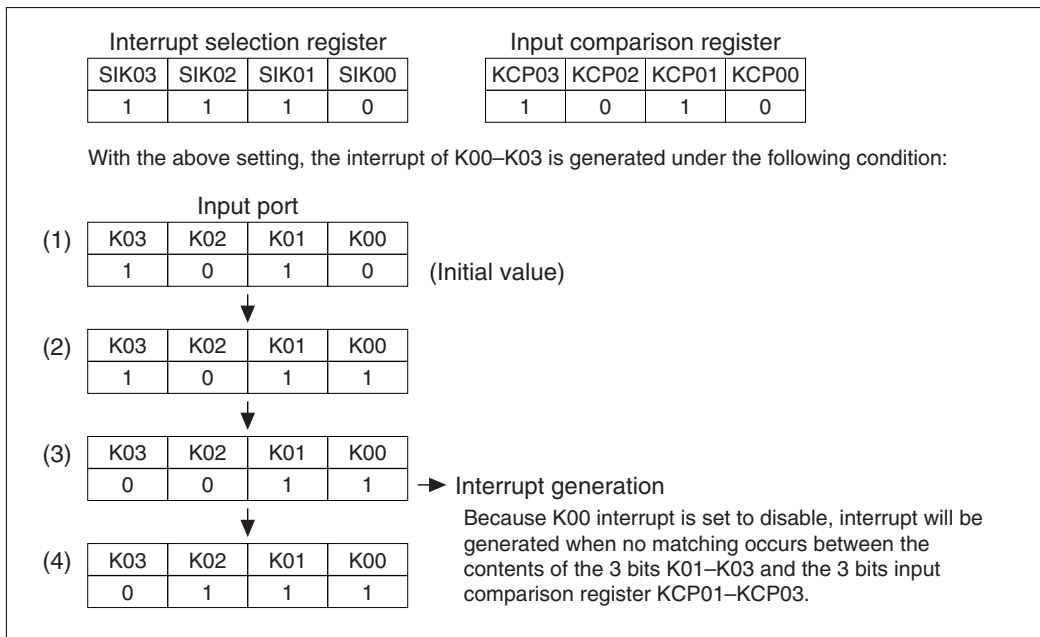 Interrupt selection register
SIK03 SIK02 SIK01 SIK00
1 1 1 0
Input comparison register
KCP03 KCP02 KCP01 KCP00
1 0 1 0
With the above setting, the interrupt of K00–K03 is generated under the following condition:
Input port
(1) K03 K02 K01 K00
1 0 1 0 (Initial value)
(2) K03 K02 K01 K00
1 0 1 1
(3) K03 K02 K01 K00
0 0 1 1 Interrupt generation
Because K00 interrupt is set to disable, interrupt will be
generated when no matching occurs between the
contents of the 3 bits K01–K03 and the 3 bits input
comparison register KCP01–KCP03.
(4) K03 K02 K01 K00
0 1 1 1